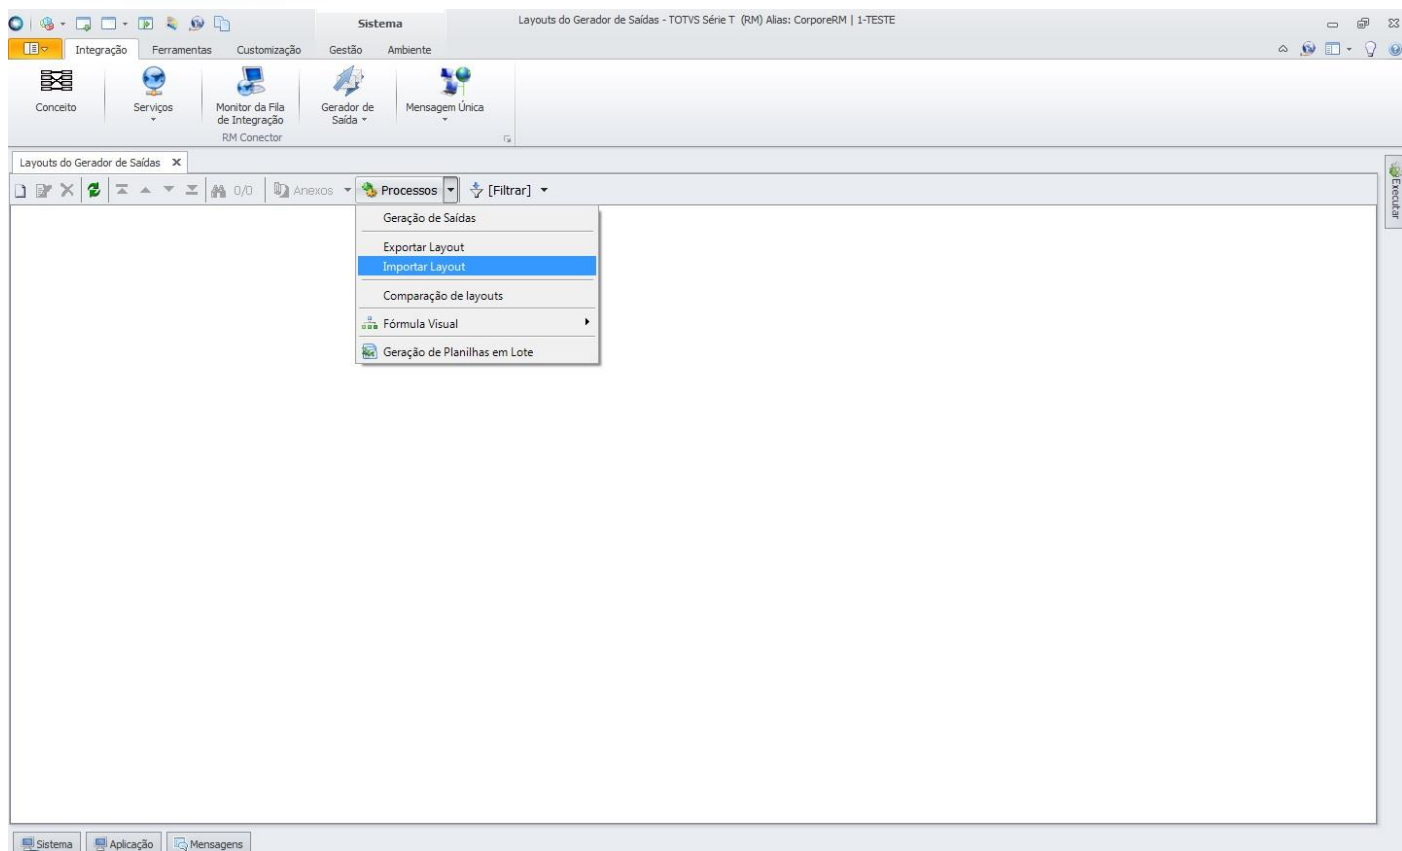 Sistema
Layouts do Gerador de Saídas - TOTVS Série T (RM) Alias: CorporeRM | 1-TESTE
Integração Ferramentas Customização Gestão Ambiente
Conceito
Serviços
Monitor da Fila
de Integração
Gerador de
Saída
Mensagem Única
RM Conector
Layouts do Gerador de Saídas X
0/0 Anexos Processos [Filtrar]
Executar
Geração de Saídas
Exportar Layout
Importar Layout
Comparação de layouts
Fórmula Visual
Geração de Planilhas em Lote
Sistema Aplicação Mensagens